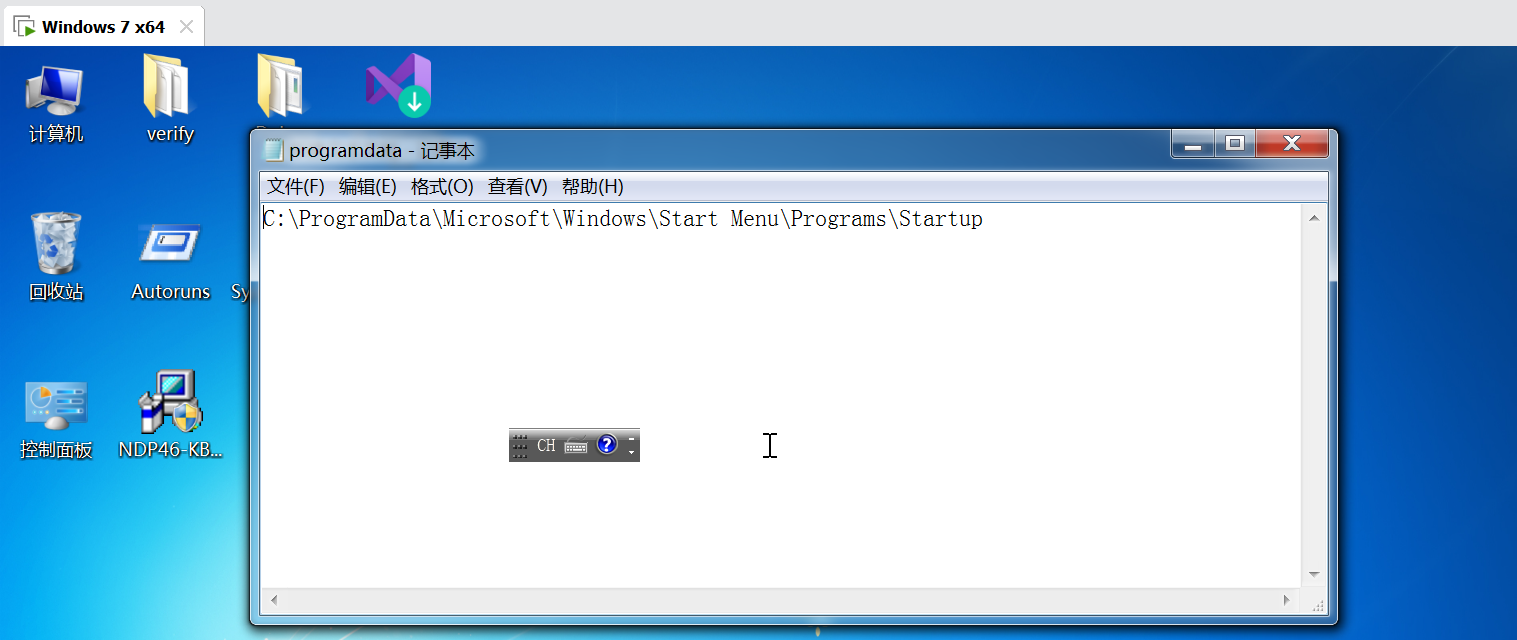 Windows 7 x64
计算机
verify
programdata - 记事本
文件(F) 编辑(E) 格式(O) 查看(V) 帮助(H)
C:\ProgramData\Microsoft\Windows\Start Menu\Programs\Startup
回收站
Autoruns
Sy
CH
控制面板
NDP46-KB...